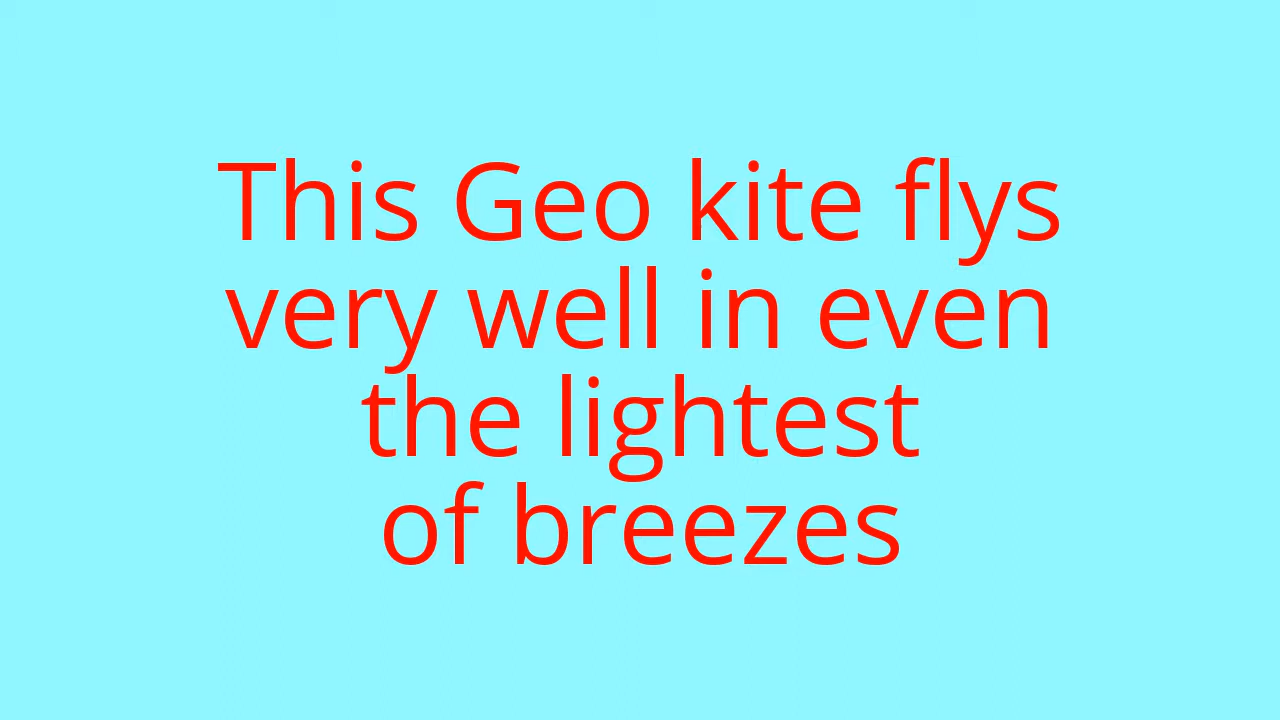 This Geo kite flys
very well in even
the lightest
of breezes